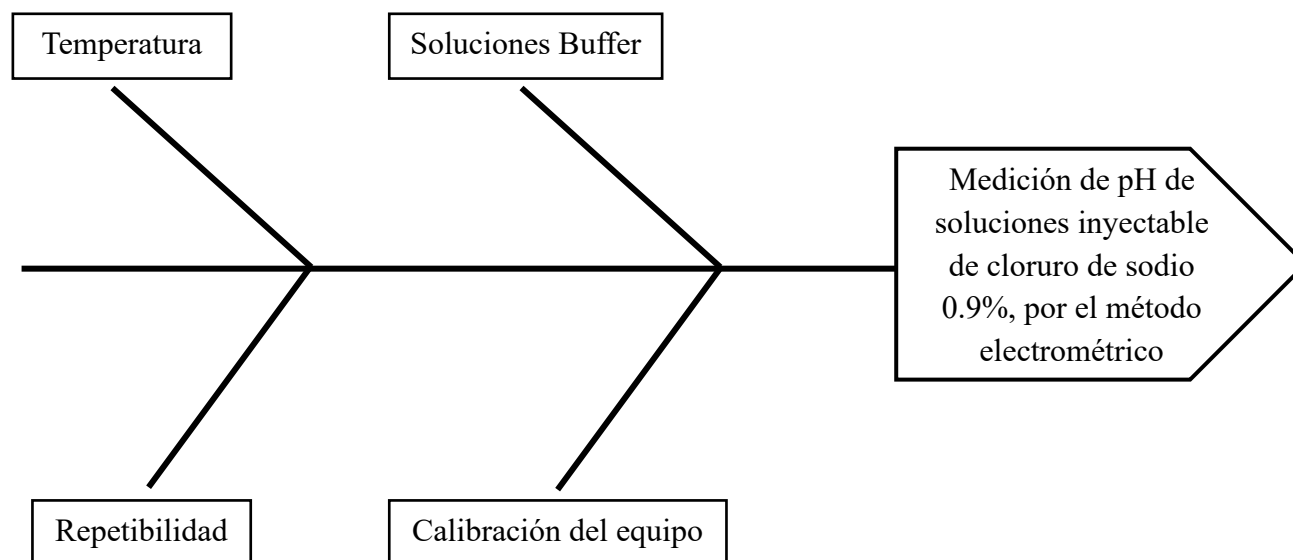 Temperatura
Soluciones Buffer
Medición de pH de
soluciones inyectable
de cloruro de sodio
0.9%, por el método
electrométrico
Repetibilidad
Calibración del equipo